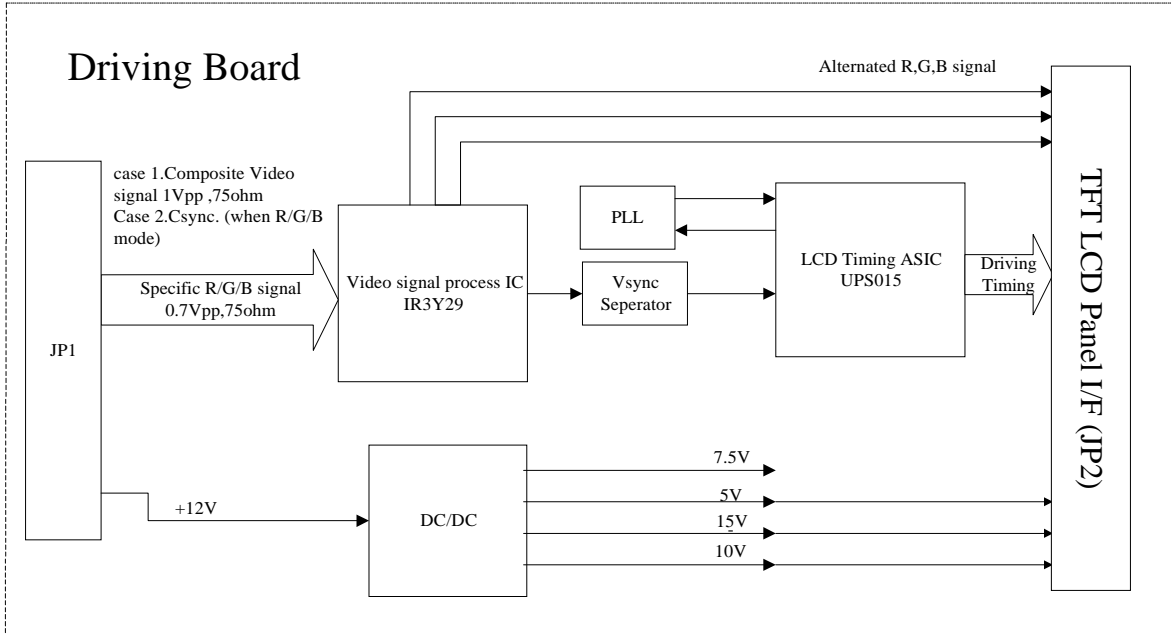 Driving Board
Alternated R,G,B signal
case 1.Composite Video
signal 1Vpp ,75ohm
Case 2.Csync. (when R/G/B
mode)
Specific R/G/B signal
0.7Vpp,75ohm
JP1
Video signal process IC
IR3Y29
PLL
Vsync
Seperator
LCD Timing ASIC
UPS015
Driving
Timing
TFT LCD Panel I/F (JP2)
+12V
DC/DC
7.5V
5V
15V
-
10V